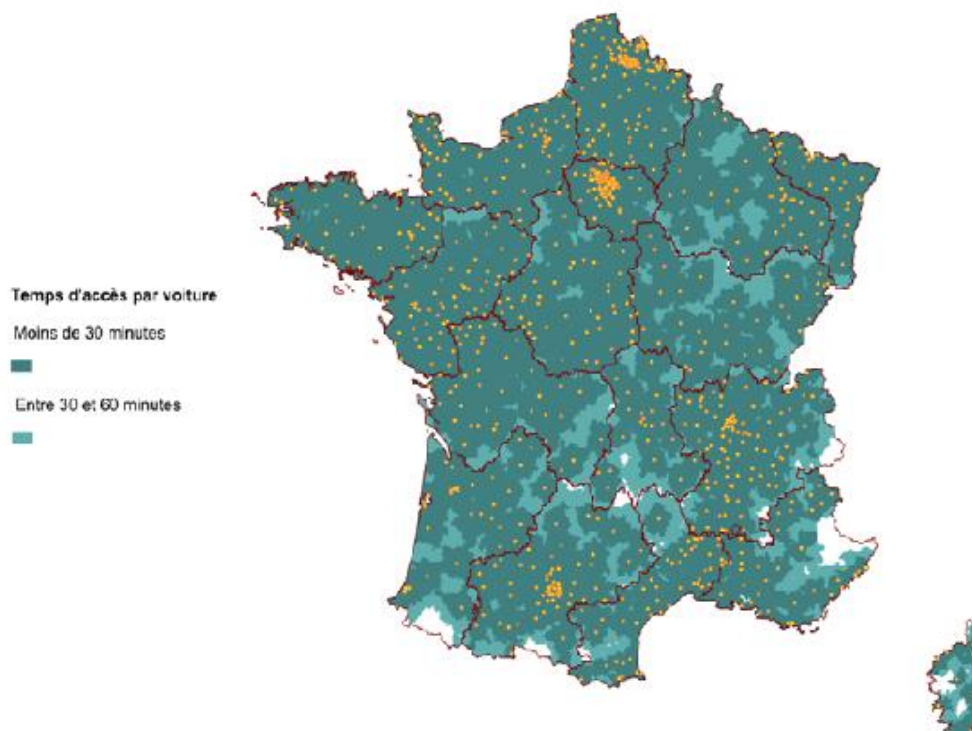 Temps d'accès par voiture
Moins de 30 minutes
Entre 30 et 60 minutes